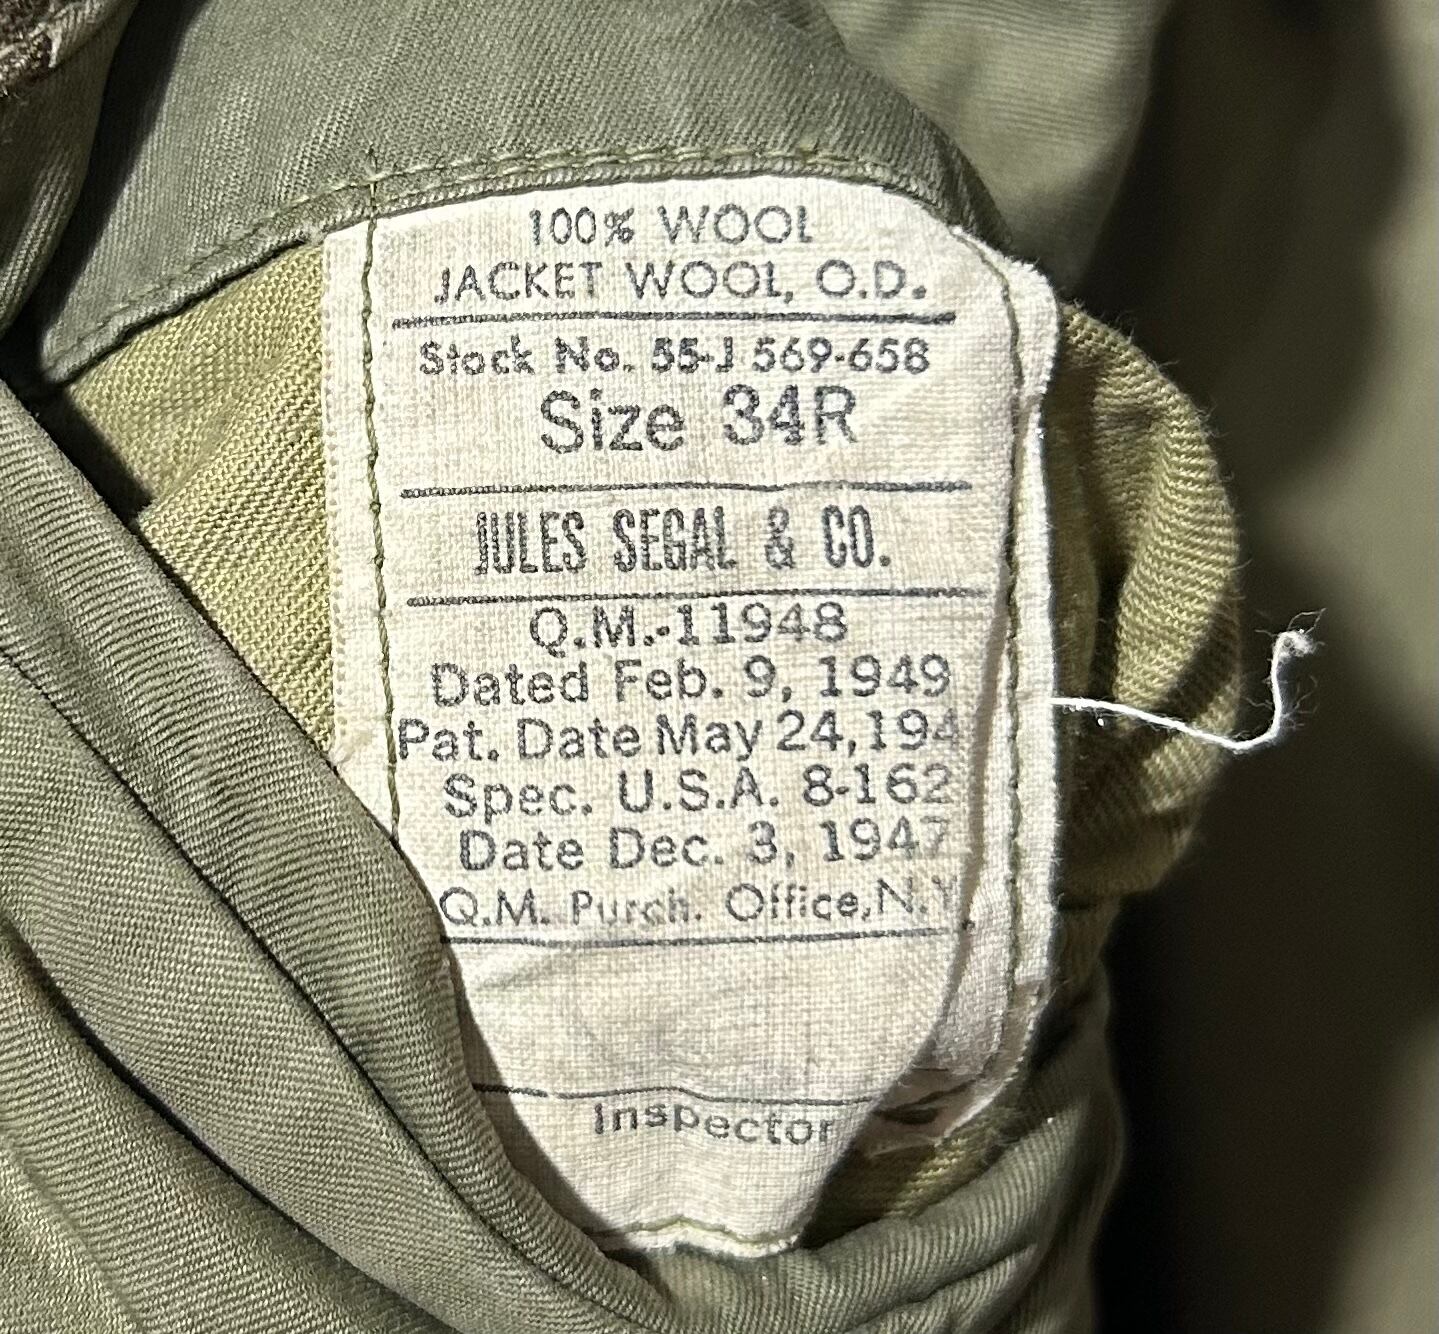 100% WOOL
JACKET WOOL, O.D.
Stock No. 55-J 569-658
Size 34R
JULES SEGAL & CO.
Q.M.-11948
Dated Feb. 9, 1949
Pat. Date May 24,194
Spec. U.S.A. 8-162
Date Dec. 3, 1947
Q.M. Purch. Office,N.Y.
Inspector